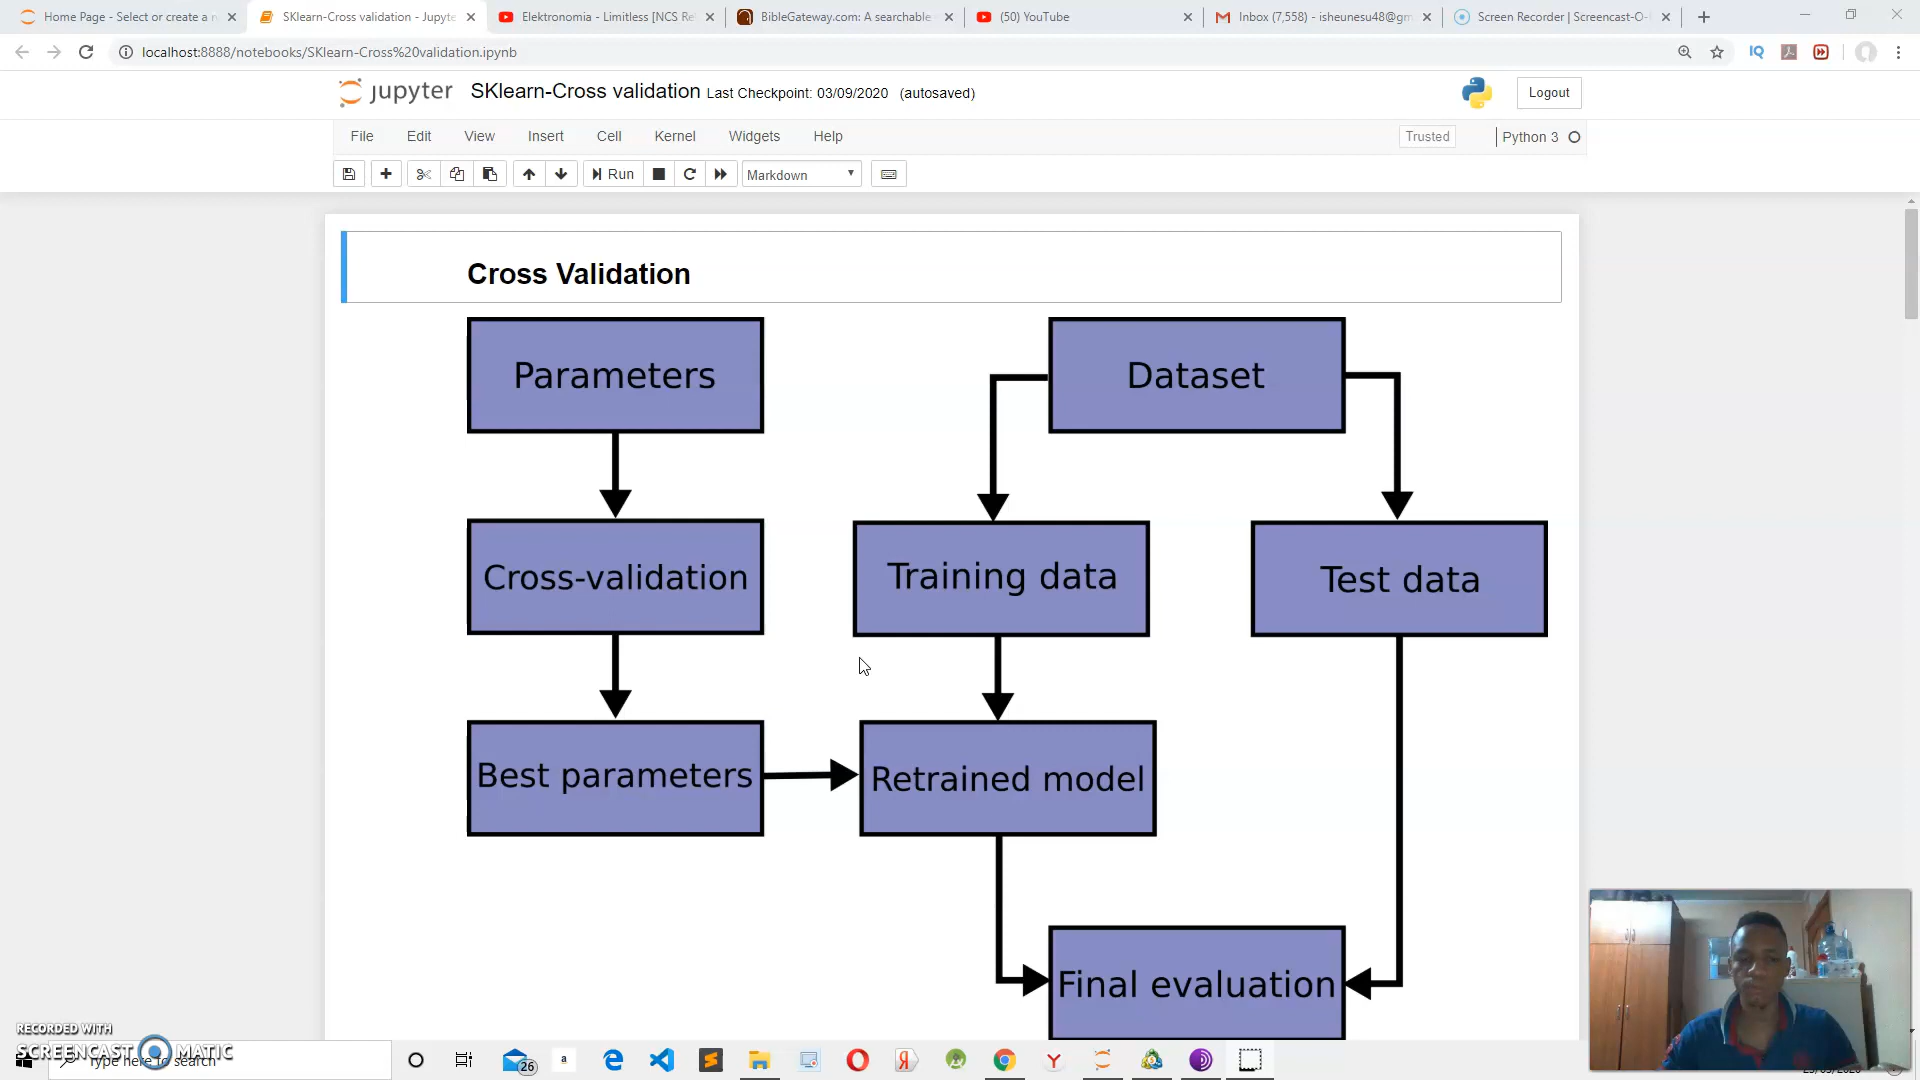 Home Page - Select or create a n
SKlearn-Cross validation - Jupyte
Elektronomia - Limitless [NCS Re
BibleGateway.com: A searchable
(50) YouTube
Inbox (7,558) - isheunesu48@gm
Screen Recorder | Screencast-O-
localhost:8888/notebooks/SKlearn-Cross%20validation.ipynb
IQ
jupyter
SKlearn-Cross validation Last Checkpoint: 03/09/2020 (autosaved)
Logout
File Edit View Insert Cell Kernel Widgets Help
Trusted
Python 3
Run
Markdown
Cross Validation
Parameters
Dataset
Cross-validation
Training data
Test data
Best parameters
Retrained model
Final evaluation
RECORDED WITH
SCREENCAST MATIC
Type here to search
26
a